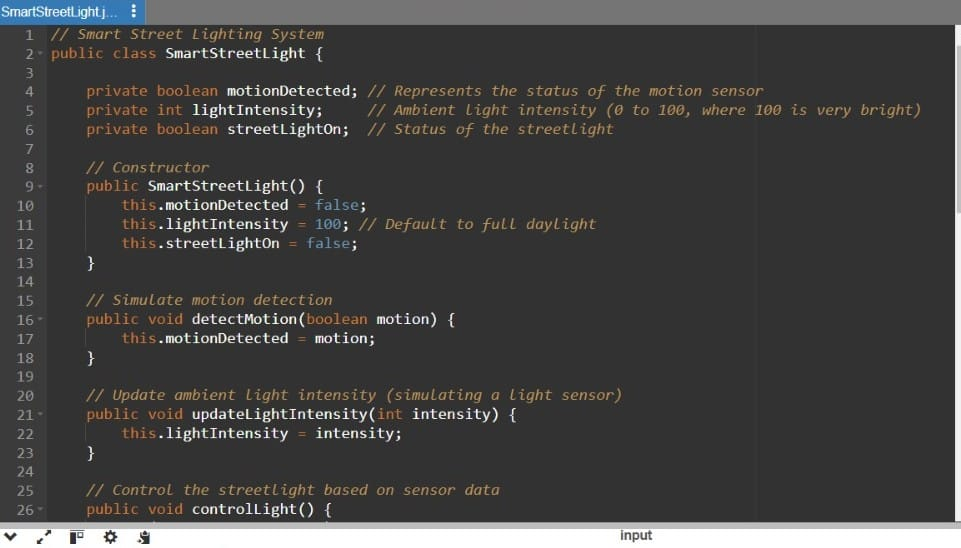 SmartStreetLight.j...
1 // Smart Street Lighting System
2 public class SmartStreetLight {
3
4     private boolean motionDetected; // Represents the status of the motion sensor
5     private int lightIntensity;     // Ambient light intensity (0 to 100, where 100 is very bright)
6     private boolean streetLightOn;  // Status of the streetlight
7
8     // Constructor
9     public SmartStreetLight() {
10         this.motionDetected = false;
11         this.lightIntensity = 100; // Default to full daylight
12         this.streetLightOn = false;
13     }
14
15     // Simulate motion detection
16     public void detectMotion(boolean motion) {
17         this.motionDetected = motion;
18     }
19
20     // Update ambient light intensity (simulating a light sensor)
21     public void updateLightIntensity(int intensity) {
22         this.lightIntensity = intensity;
23     }
24
25     // Control the streetlight based on sensor data
26     public void controlLight() {
input